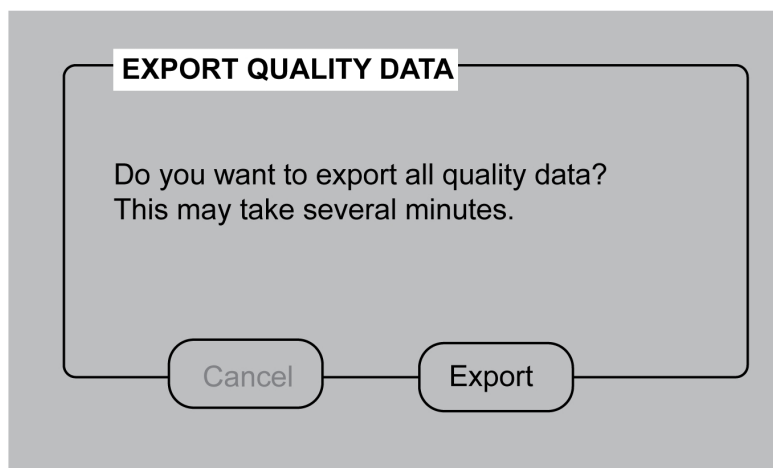 EXPORT QUALITY DATA
Do you want to export all quality data?
This may take several minutes.
Cancel
Export